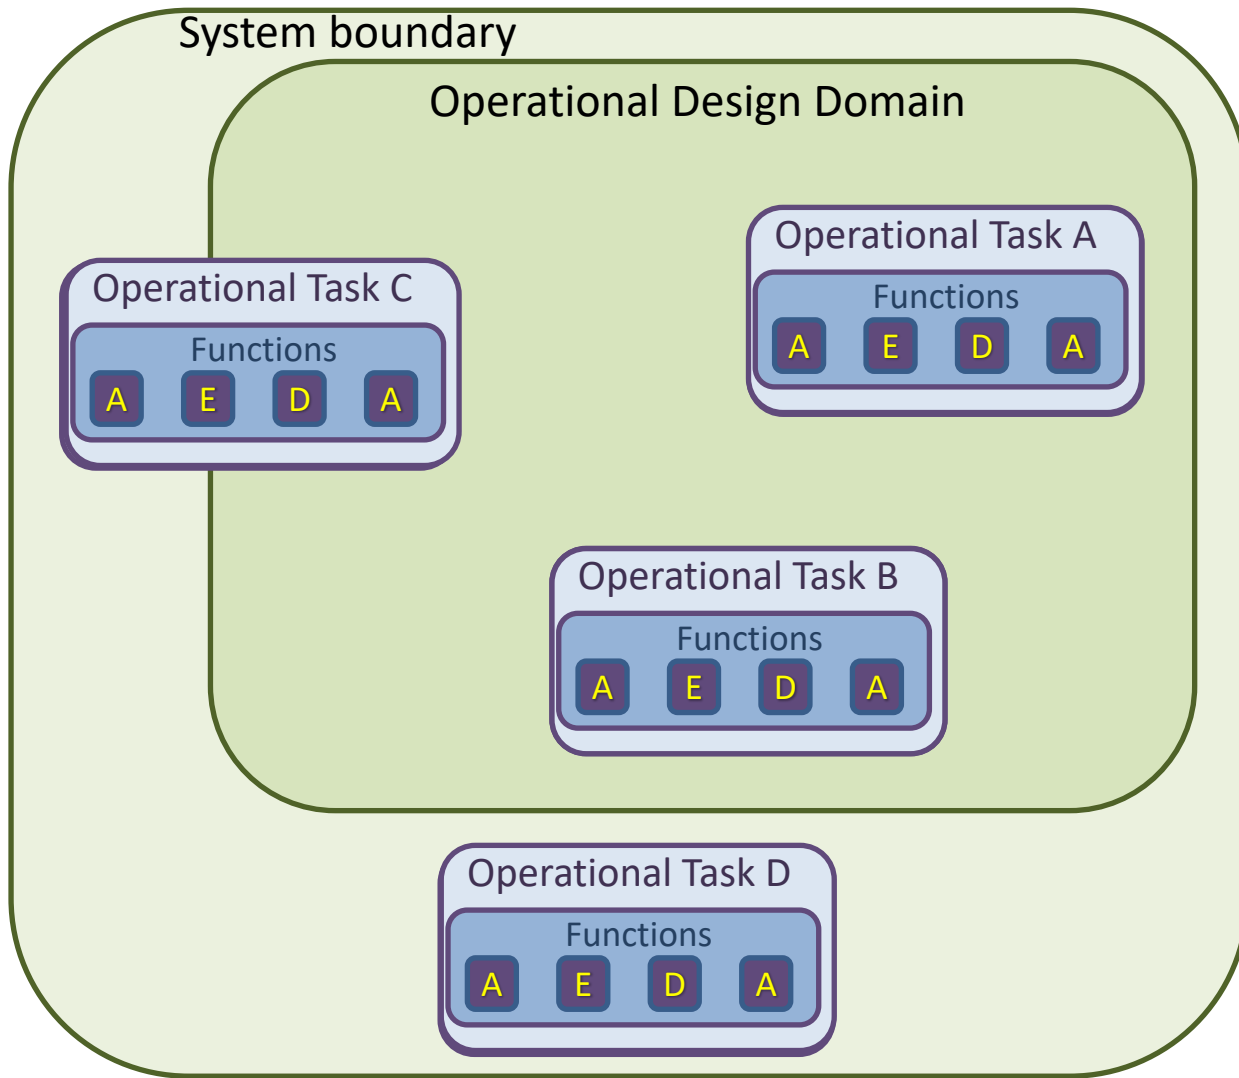 System boundary
Operational Design Domain
Operational Task A
Functions
A E D A
Operational Task C
Functions
A E D A
Operational Task B
Functions
A E D A
Operational Task D
Functions
A E D A